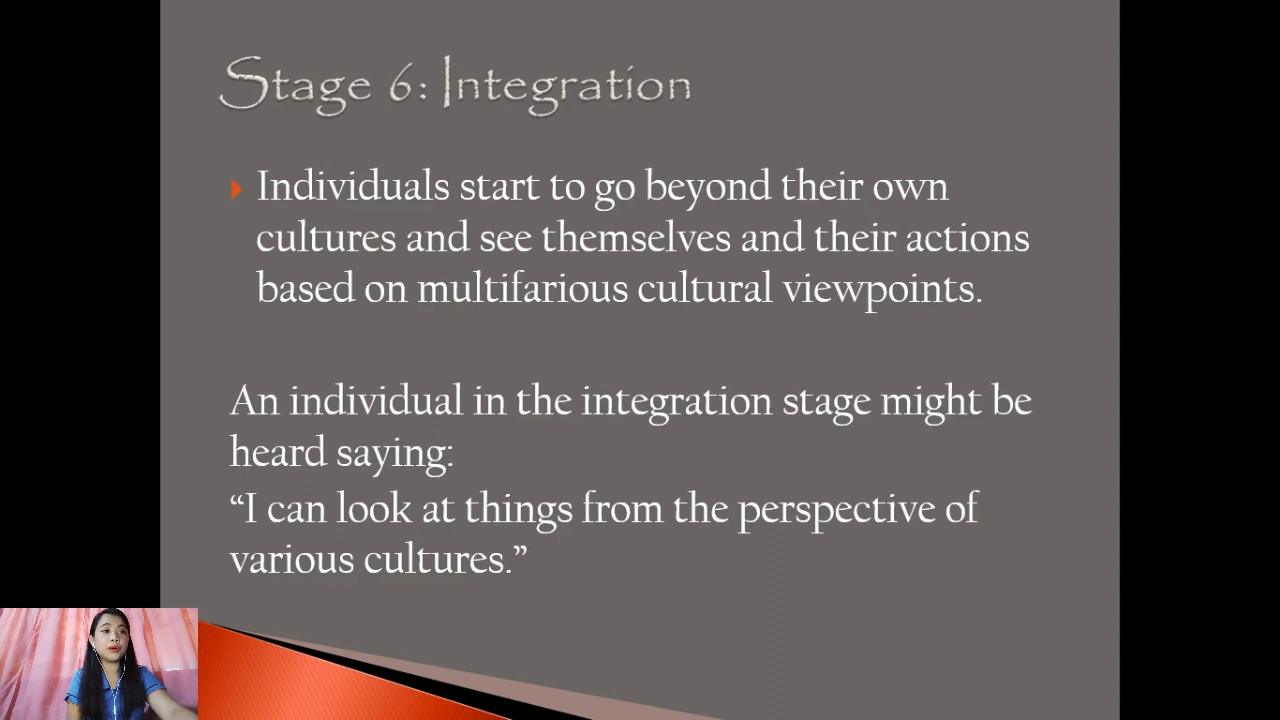 Stage 6: Integration
Individuals start to go beyond their own
cultures and see themselves and their actions
based on multifarious cultural viewpoints.
An individual in the integration stage might be
heard saying:
“I can look at things from the perspective of
various cultures.”